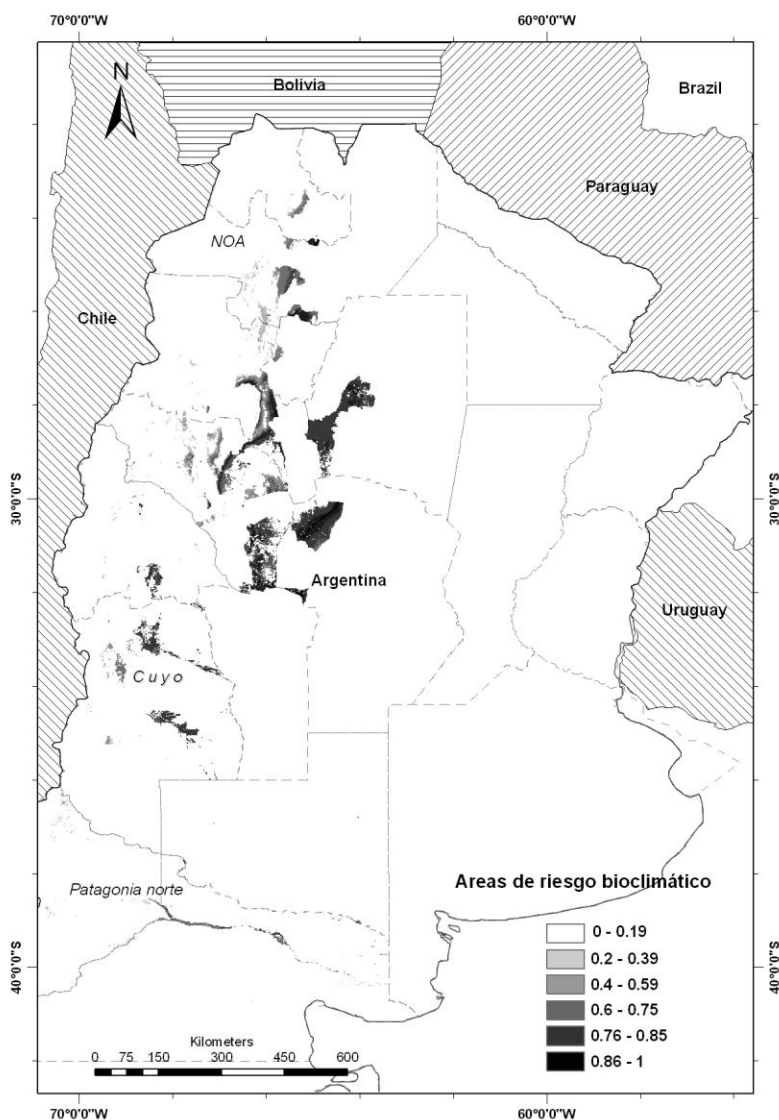 70°0'0"W
60°0'0"W
N
Bolivia
Brazil
Paraguay
NOA
Chile
30°0'0"S
30°0'0"S
Argentina
Uruguay
Cuyo
Patagonia norte
Areas de riesgo bioclimático
0 - 0.19
0.2 - 0.39
0.4 - 0.59
0.6 - 0.75
0.76 - 0.85
0.86 - 1
40°0'0"S
40°0'0"S
Kilometers
0 75 150 300 450 600
70°0'0"W
60°0'0"W